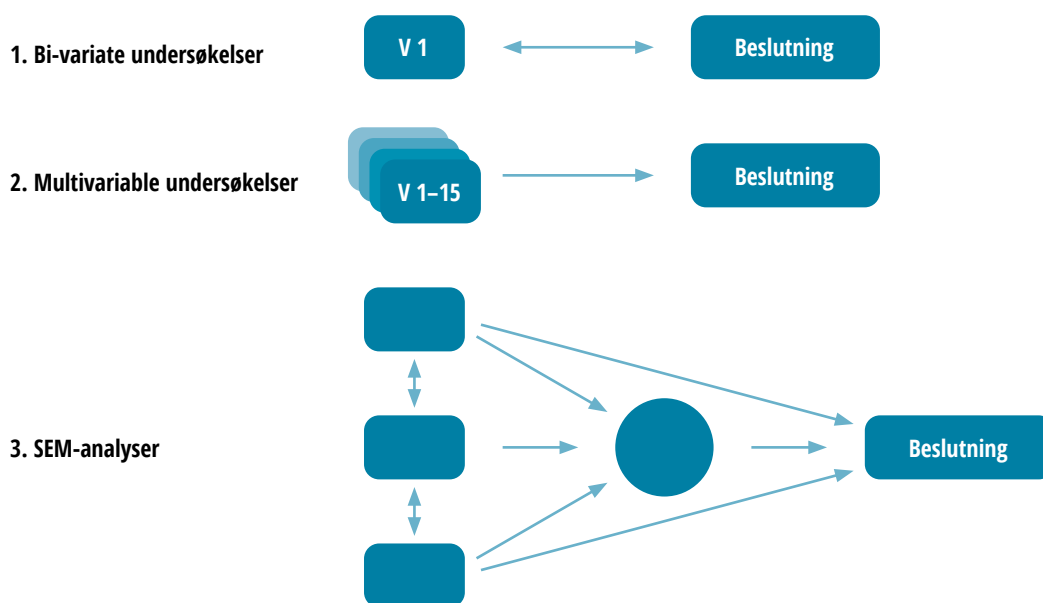 1. Bi-variate undersøkelser
V 1
Beslutning
2. Multivariable undersøkelser
V 1–15
Beslutning
3. SEM-analyser
Beslutning